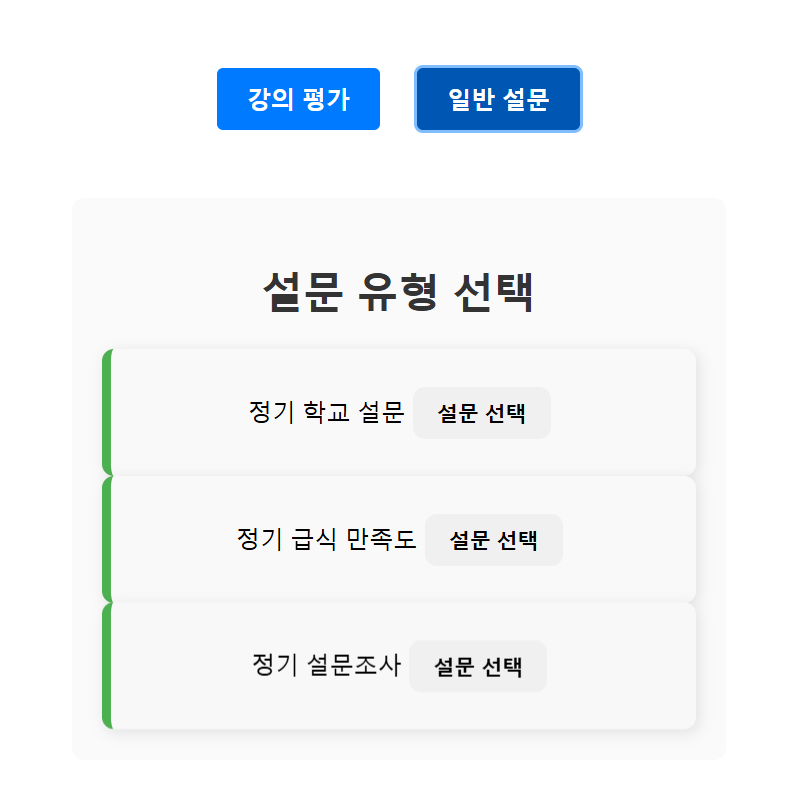 강의 평가 일반 설문
설문 유형 선택
정기 학교 설문 설문 선택
정기 급식 만족도 설문 선택
정기 설문조사 설문 선택